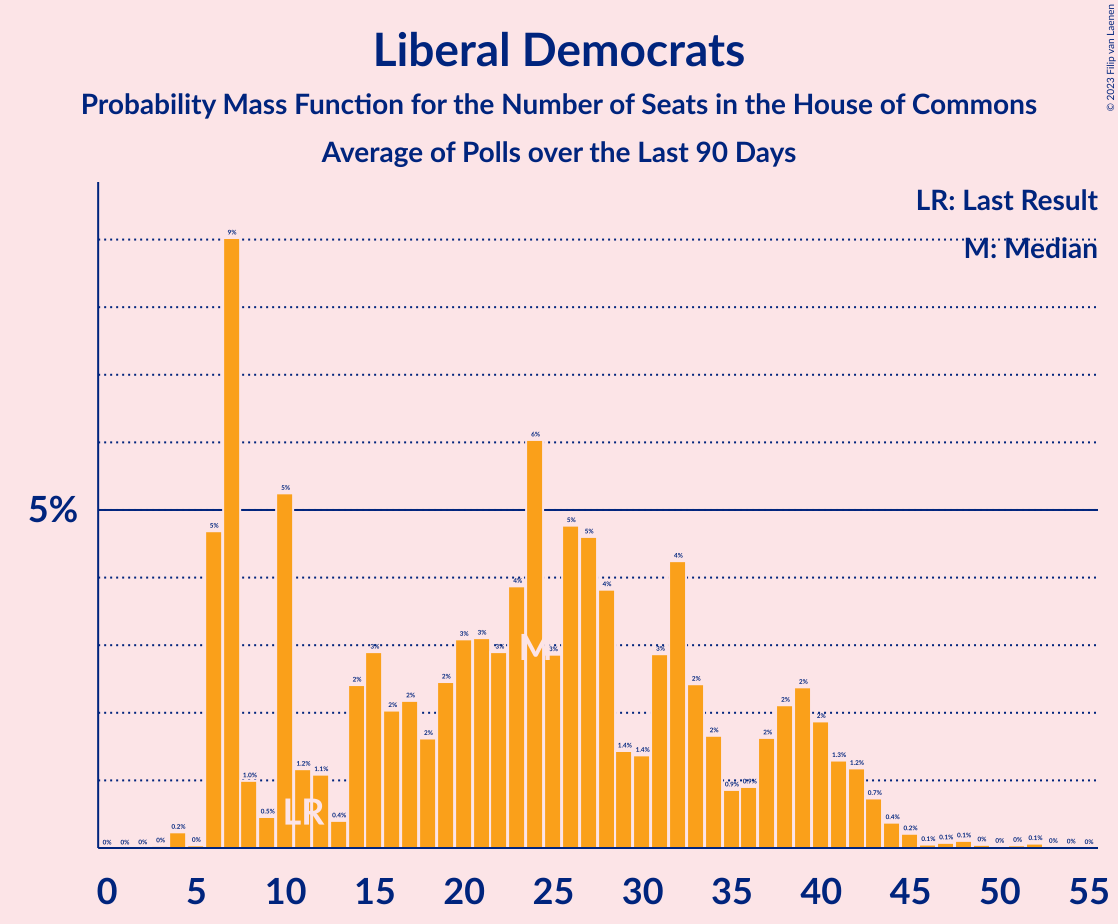 Liberal Democrats
Probability Mass Function for the Number of Seats in the House of Commons
Average of Polls over the Last 90 Days
© 2023 Filip van Laenen
LR: Last Result
M: Median
5%
0% 0% 0% 0% 0.2% 0% 5% 9% 1.0% 0.5% 5% 1.2% 1.1% 0.4% 2% 3% 2% 2% 2% 2% 3% 3% 3% 4% 6% 3% 5% 5% 4% 1.4% 1.4% 3% 4% 2% 2% 0.9% 0.9% 2% 2% 2% 2% 1.3% 1.2% 0.7% 0.4% 0.2% 0.1% 0.1% 0.1% 0% 0% 0% 0.1% 0% 0% 0%
M
LR
0 5 10 15 20 25 30 35 40 45 50 55